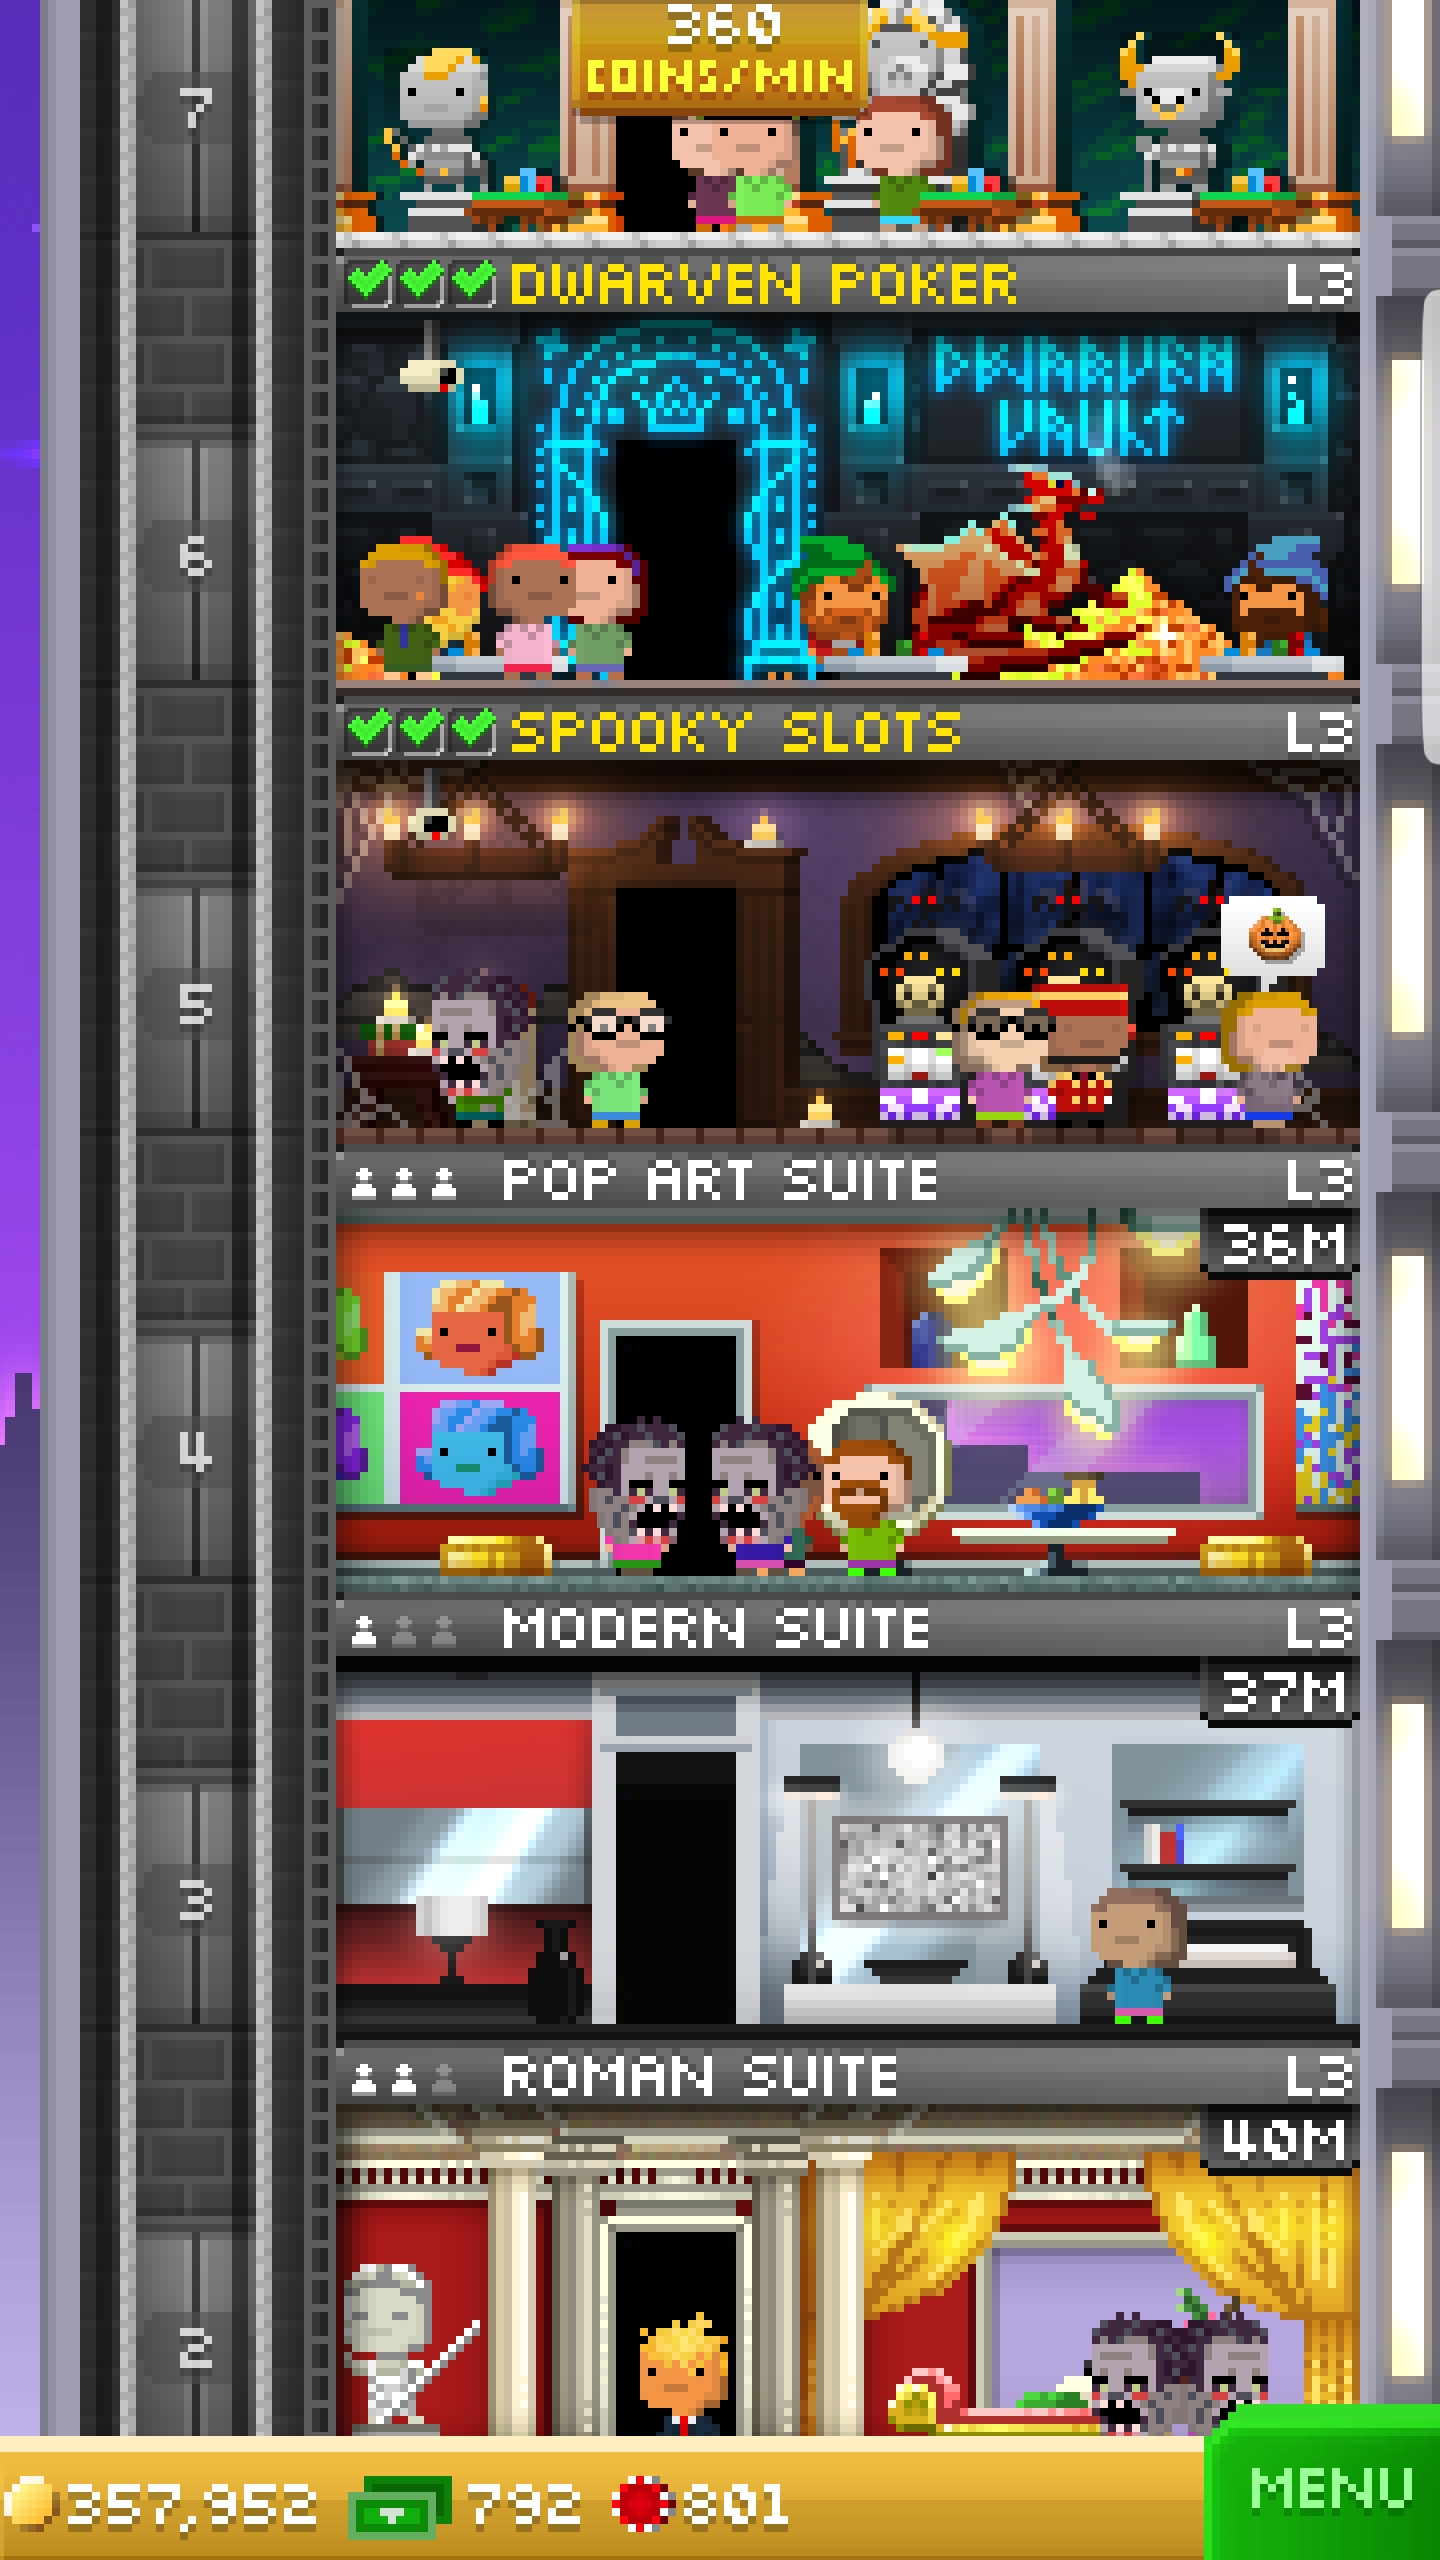 360
COINS/MIN
7
DWARVEN POKER L3
DWARVEN
VAULT
6
SPOOKY SLOTS L3
5
POP ART SUITE L3
36M
4
MODERN SUITE L3
37M
3
ROMAN SUITE L3
40M
2
357,952 792 801 MENU